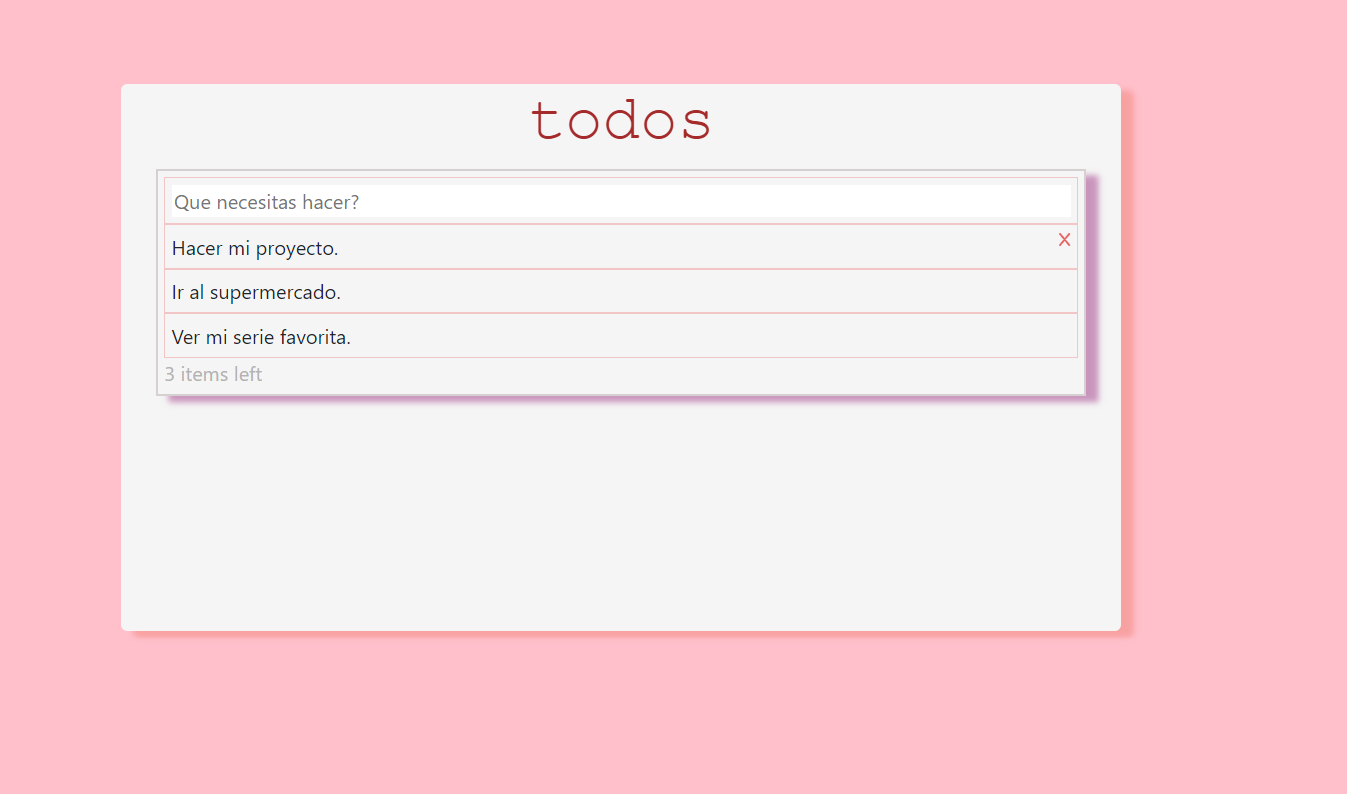 todos
Que necesitas hacer?
Hacer mi proyecto. X
Ir al supermercado.
Ver mi serie favorita.
3 items left